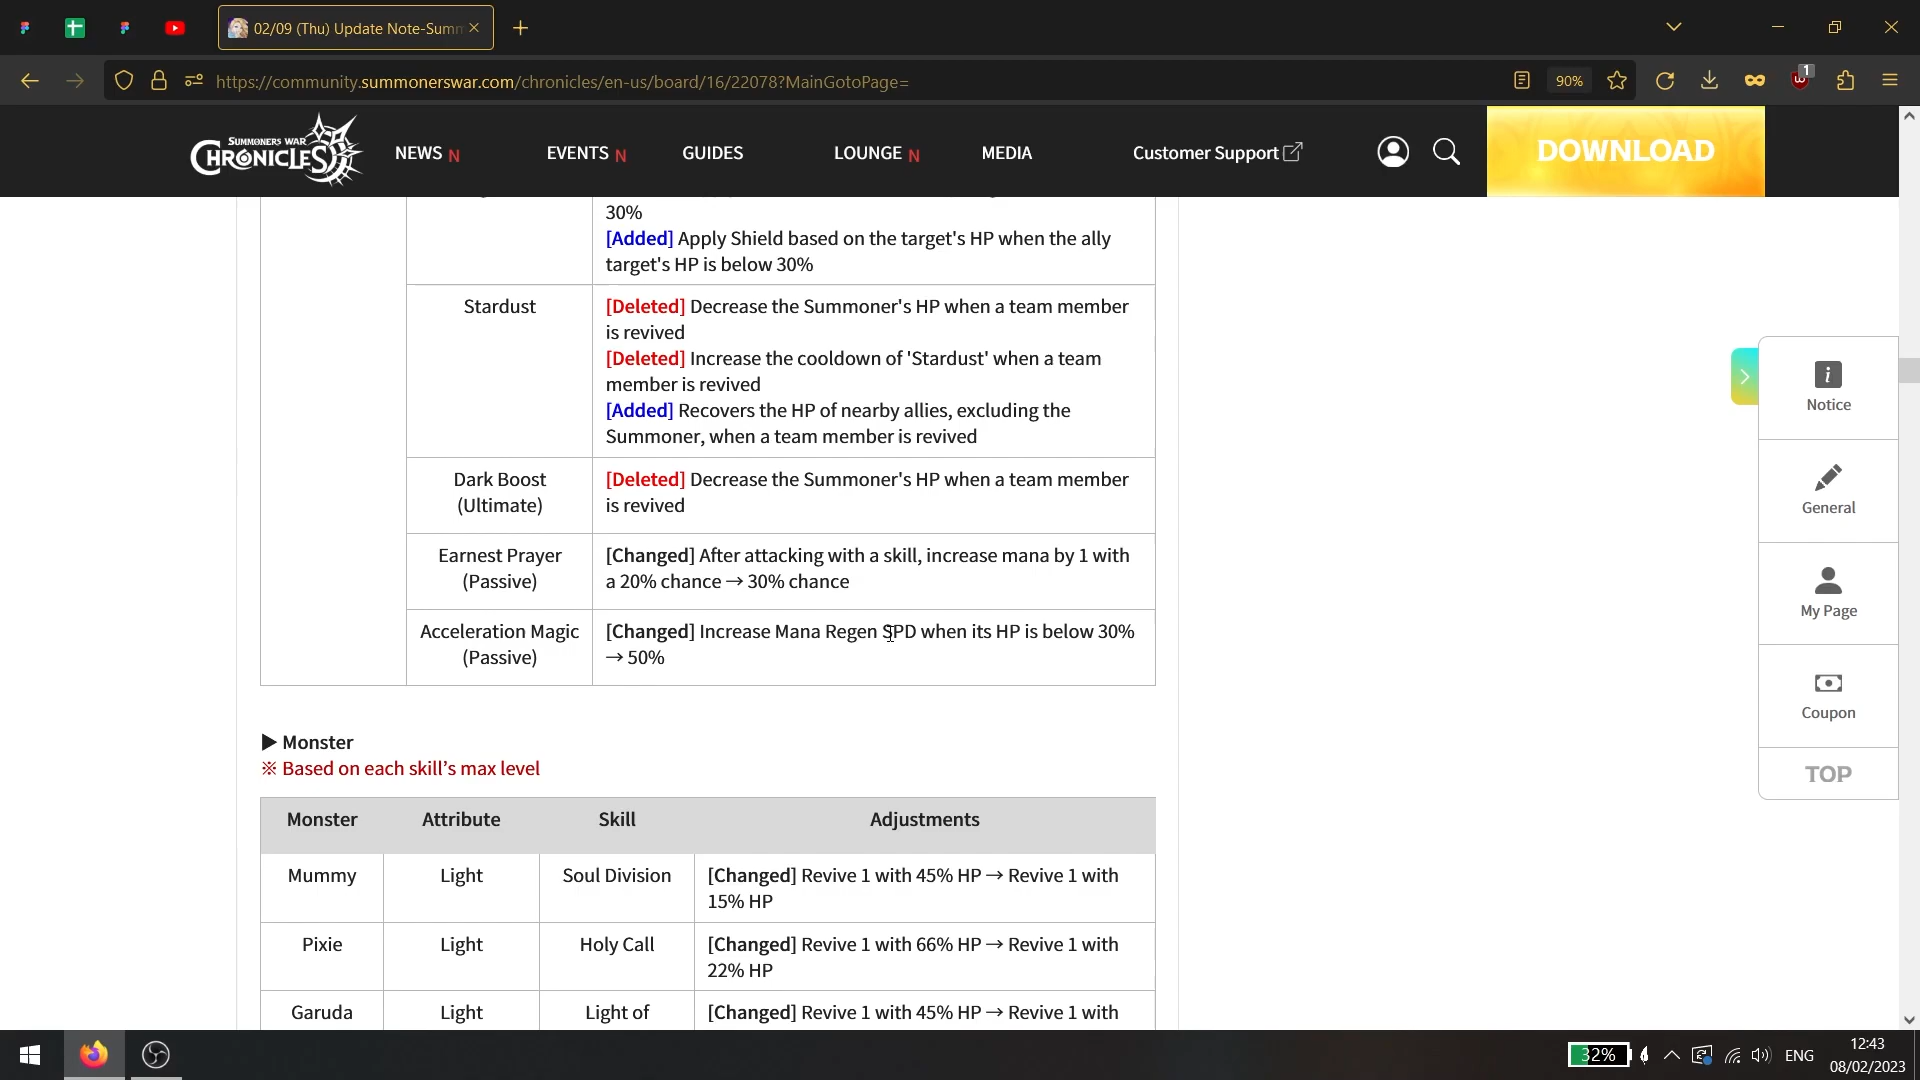 02/09 (Thu) Update Note-Summ
https://community.summonerswar.com/chronicles/en-us/board/16/22078?MainGotoPage=
90%
1
SUMMONERS WAR
CHRONICLES
NEWS N
EVENTS N
GUIDES
LOUNGE N
MEDIA
Customer Support
DOWNLOAD
30%
[Added] Apply Shield based on the target's HP when the ally
target's HP is below 30%
Stardust
[Deleted] Decrease the Summoner's HP when a team member
is revived
[Deleted] Increase the cooldown of 'Stardust' when a team
member is revived
[Added] Recovers the HP of nearby allies, excluding the
Summoner, when a team member is revived
Dark Boost
(Ultimate)
[Deleted] Decrease the Summoner's HP when a team member
is revived
Earnest Prayer
(Passive)
[Changed] After attacking with a skill, increase mana by 1 with
a 20% chance → 30% chance
Acceleration Magic
(Passive)
[Changed] Increase Mana Regen SPD when its HP is below 30%
→ 50%
▶ Monster
※ Based on each skill’s max level
Monster
Attribute
Skill
Adjustments
Mummy
Light
Soul Division
[Changed] Revive 1 with 45% HP → Revive 1 with
15% HP
Pixie
Light
Holy Call
[Changed] Revive 1 with 66% HP → Revive 1 with
22% HP
Garuda
Light
Light of
[Changed] Revive 1 with 45% HP → Revive 1 with
Notice
General
My Page
Coupon
TOP
32%
ENG
12:43
08/02/2023